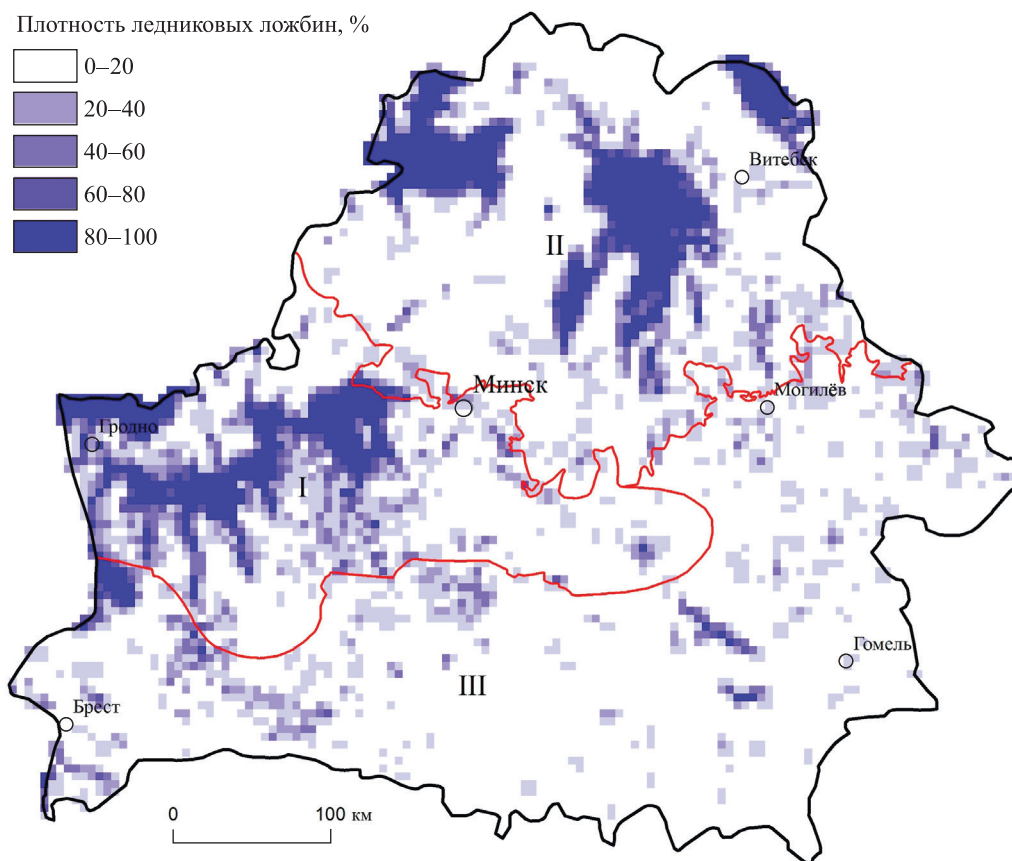 Плотность ледниковых ложбин, %
0–20
20–40
40–60
60–80
80–100
Витебск
II
Минск
Могилёв
Гродно
I
Гомель
III
Брест
0 100 км